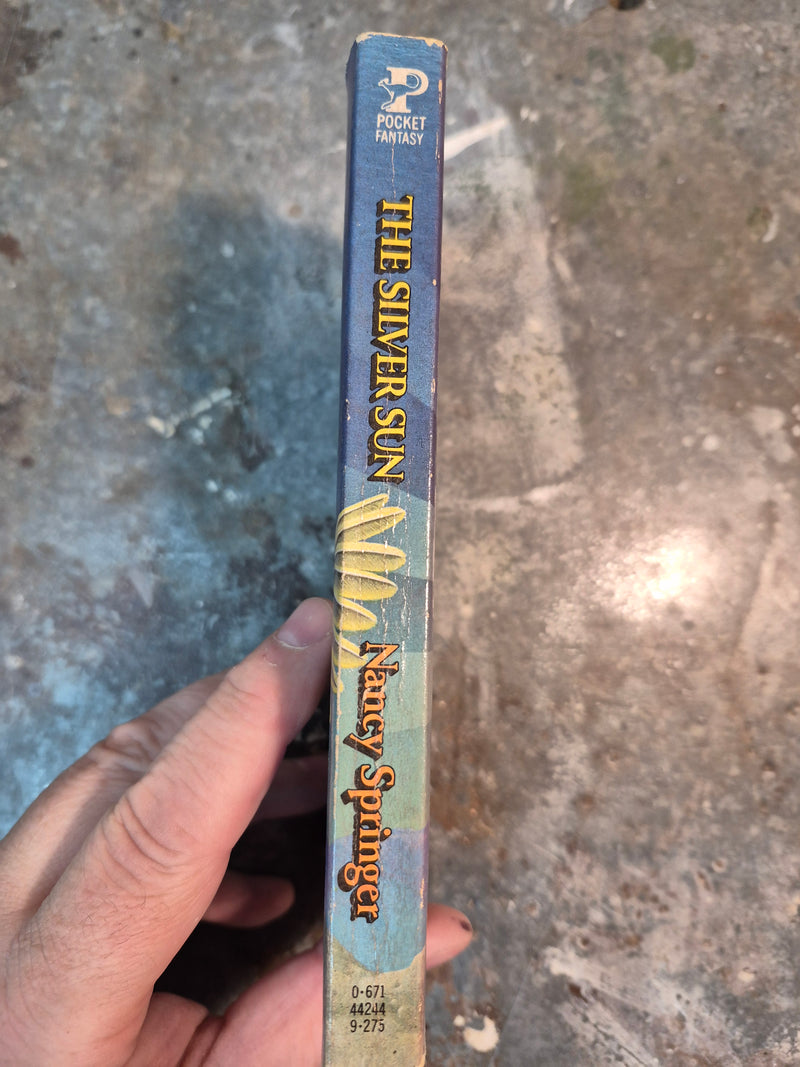 P
POCKET
FANTASY
THE SILVER SUN
Nancy Springer
0·671
44244
9·275